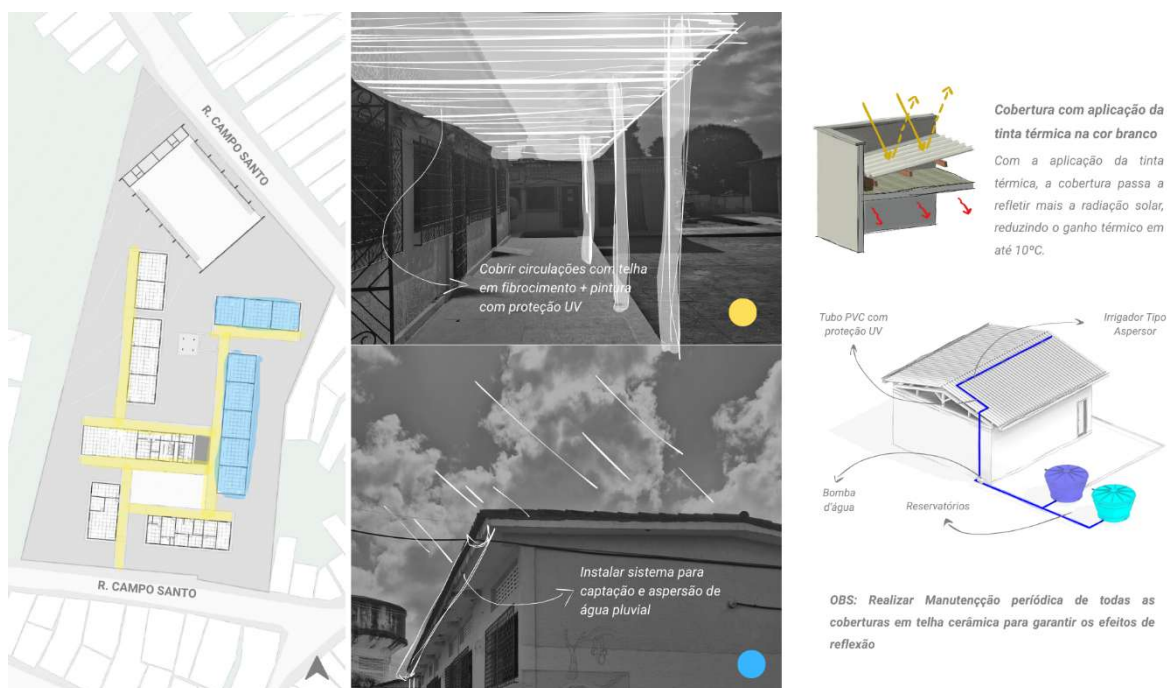 R. CAMPO SANTO
R. CAMPO SANTO
Cobrir circulações com telha
em fibrocimento + pintura
com proteção UV
Instalar sistema para
captação e aspersão de
água pluvial
Cobertura com aplicação da
tinta térmica na cor branco
Com a aplicação da tinta
térmica, a cobertura passa a
refletir mais a radiação solar,
reduzindo o ganho térmico em
até 10ºC.
Tubo PVC com
proteção UV
Irrigador Tipo
Aspersor
Bomba
d'água
Reservatórios
OBS: Realizar Manutençção períódica de todas as
coberturas em telha cerâmica para garantir os efeitos de
reflexão